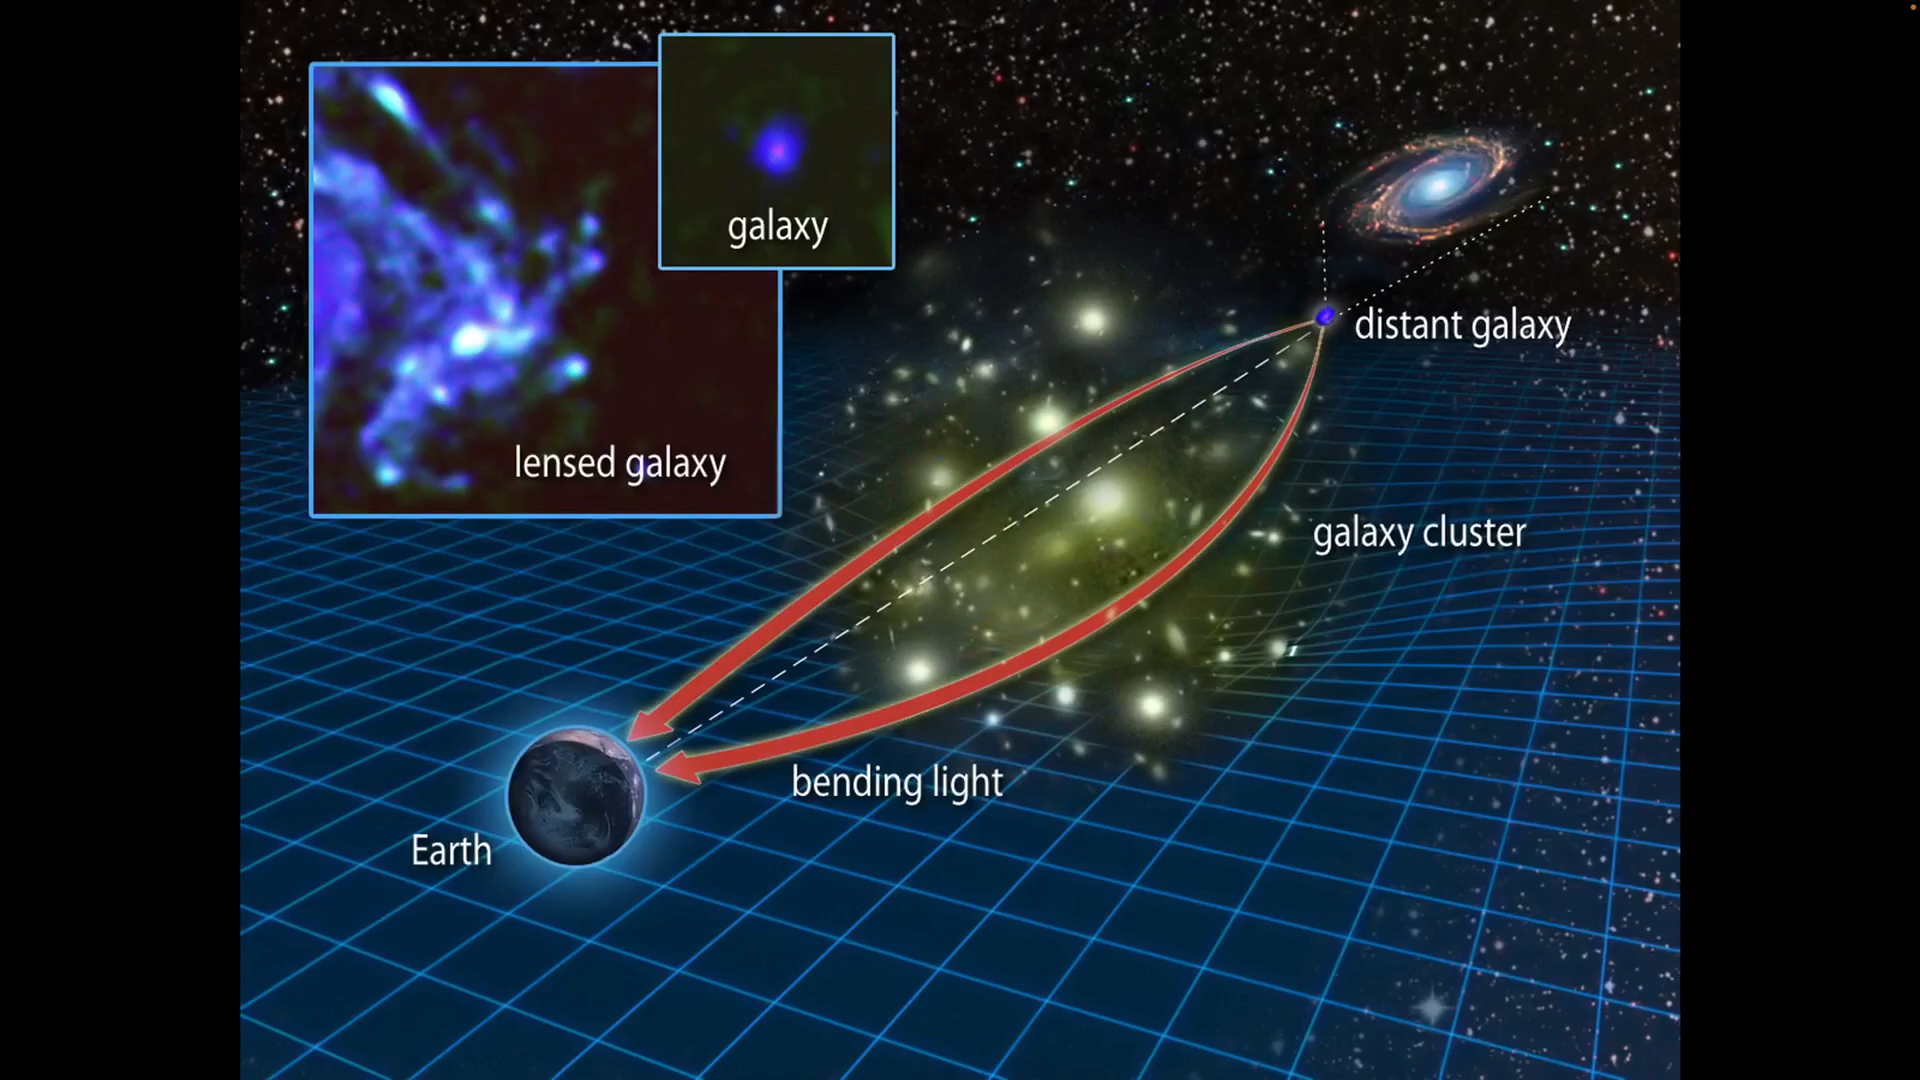 galaxy
lensed galaxy
distant galaxy
galaxy cluster
bending light
Earth